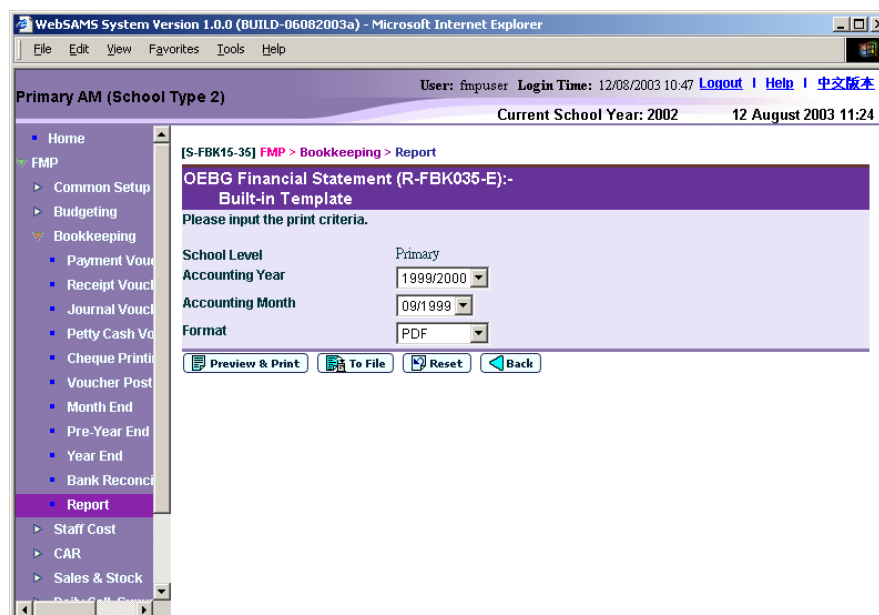 WebSAMS System Version 1.0.0 (BUILD-06082003a) - Microsoft Internet Explorer
File Edit View Favorites Tools Help
User: fmpuser Login Time: 12/08/2003 10:47 Logout I Help I 中文版本
Primary AM (School Type 2)
Current School Year: 2002 12 August 2003 11:24
Home
FMP
Common Setup
Budgeting
Bookkeeping
Payment Vouc
Receipt Vouch
Journal Vouch
Petty Cash Vo
Cheque Printi
Voucher Post
Month End
Pre-Year End
Year End
Bank Reconci
Report
Staff Cost
CAR
Sales & Stock
[S-FBK15-35] FMP > Bookkeeping > Report
OEBG Financial Statement (R-FBK035-E):-
Built-in Template
Please input the print criteria.
School Level Primary
Accounting Year 1999/2000
Accounting Month 09/1999
Format PDF
Preview & Print To File Reset Back